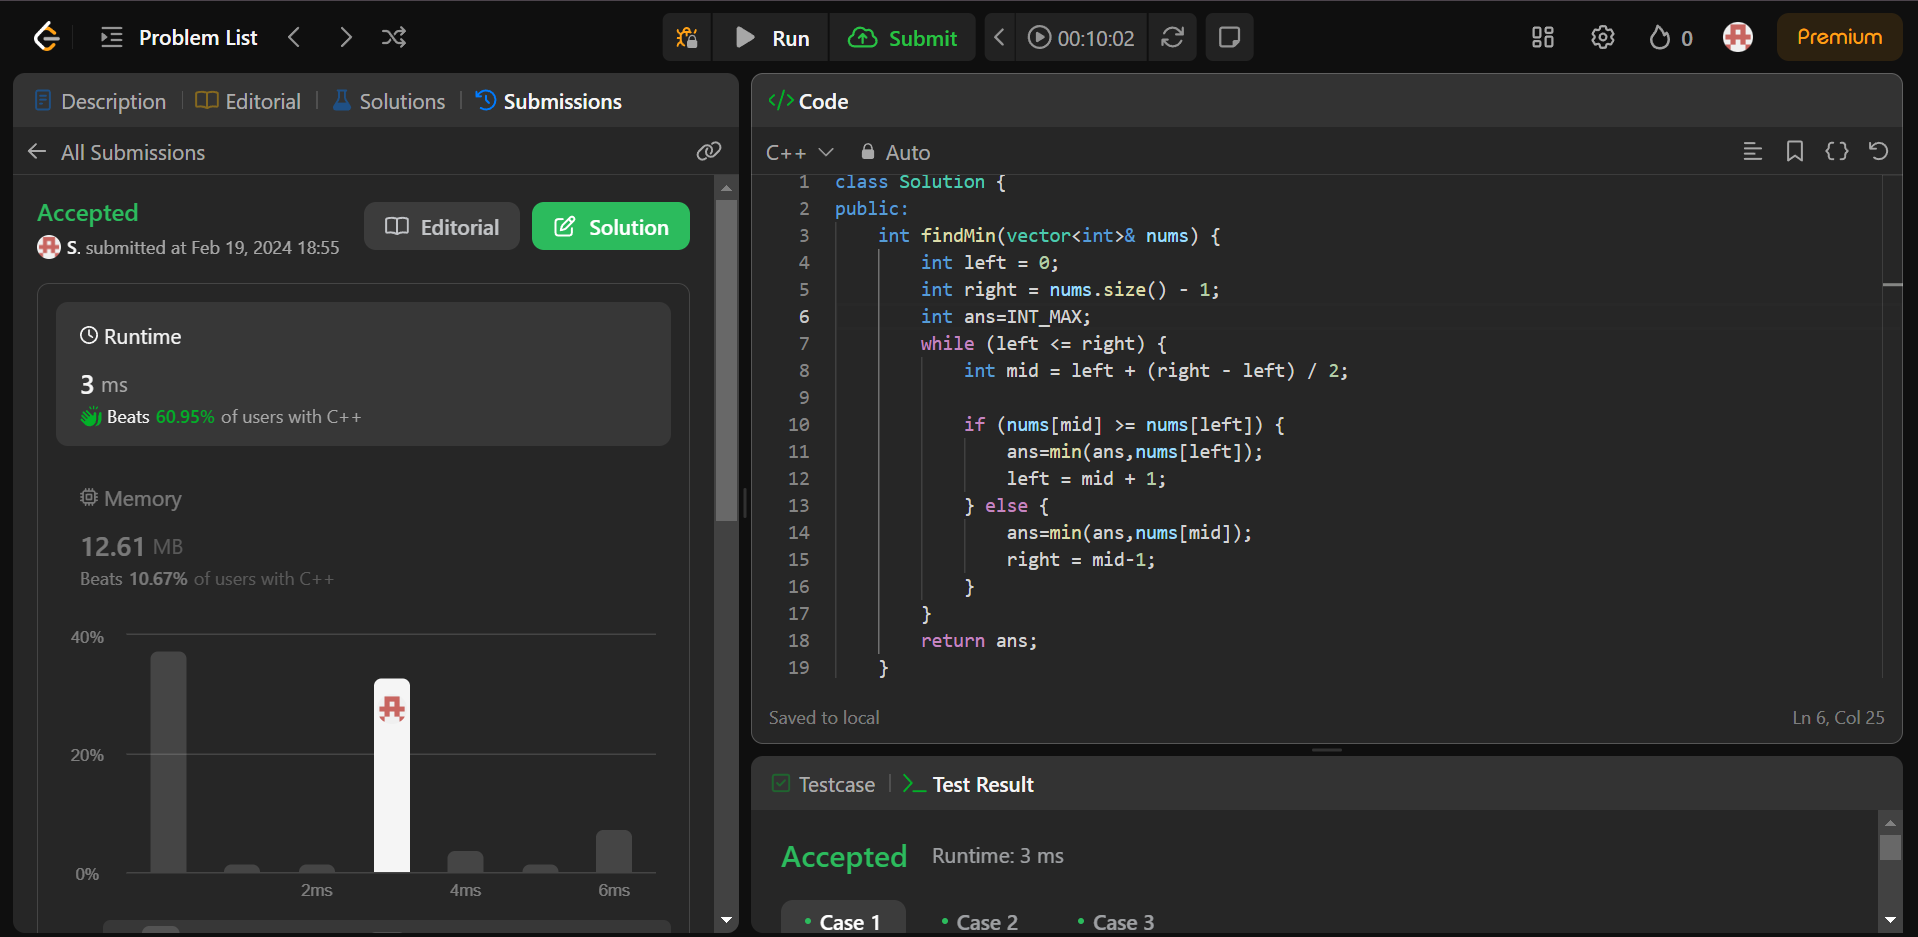 Problem List
Run
Submit
00:10:02
0
Premium
Description
Editorial
Solutions
Submissions
All Submissions
Accepted
S. submitted at Feb 19, 2024 18:55
Editorial
Solution
Runtime
3 ms
Beats 60.95% of users with C++
Memory
12.61 MB
Beats 10.67% of users with C++
40%
20%
0%
2ms
4ms
6ms
</> Code
C++
Auto
1 class Solution {
2 public:
3     int findMin(vector<int>& nums) {
4         int left = 0;
5         int right = nums.size() - 1;
6         int ans=INT_MAX;
7         while (left <= right) {
8             int mid = left + (right - left) / 2;
9
10             if (nums[mid] >= nums[left]) {
11                 ans=min(ans,nums[left]);
12                 left = mid + 1;
13             } else {
14                 ans=min(ans,nums[mid]);
15                 right = mid-1;
16             }
17         }
18         return ans;
19     }
Saved to local
Ln 6, Col 25
Testcase
Test Result
Accepted
Runtime: 3 ms
Case 1
Case 2
Case 3